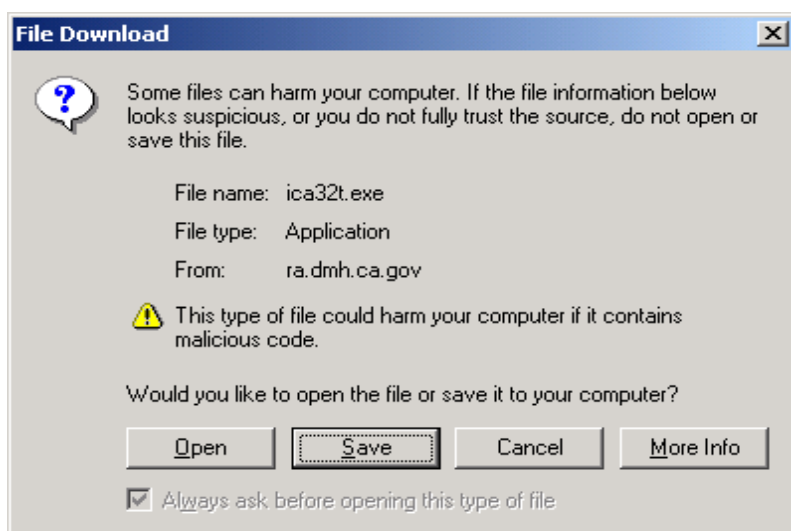 File Download
Some files can harm your computer. If the file information below
looks suspicious, or you do not fully trust the source, do not open or
save this file.
File name: ica32t.exe
File type: Application
From: ra.dmh.ca.gov
This type of file could harm your computer if it contains
malicious code.
Would you like to open the file or save it to your computer?
Open Save Cancel More Info
Always ask before opening this type of file